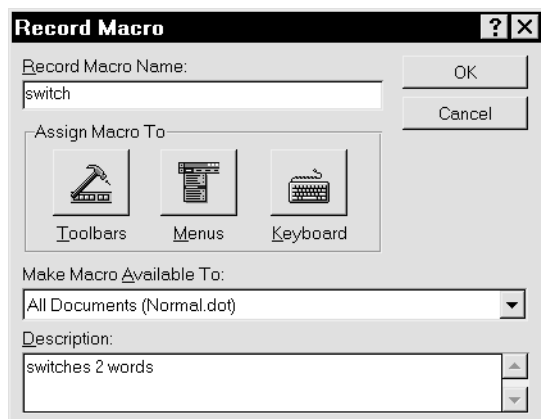 Record Macro
Record Macro Name:
OK
switch
Cancel
Assign Macro To
Toolbars Menus Keyboard
Make Macro Available To:
All Documents (Normal.dot)
Description:
switches 2 words